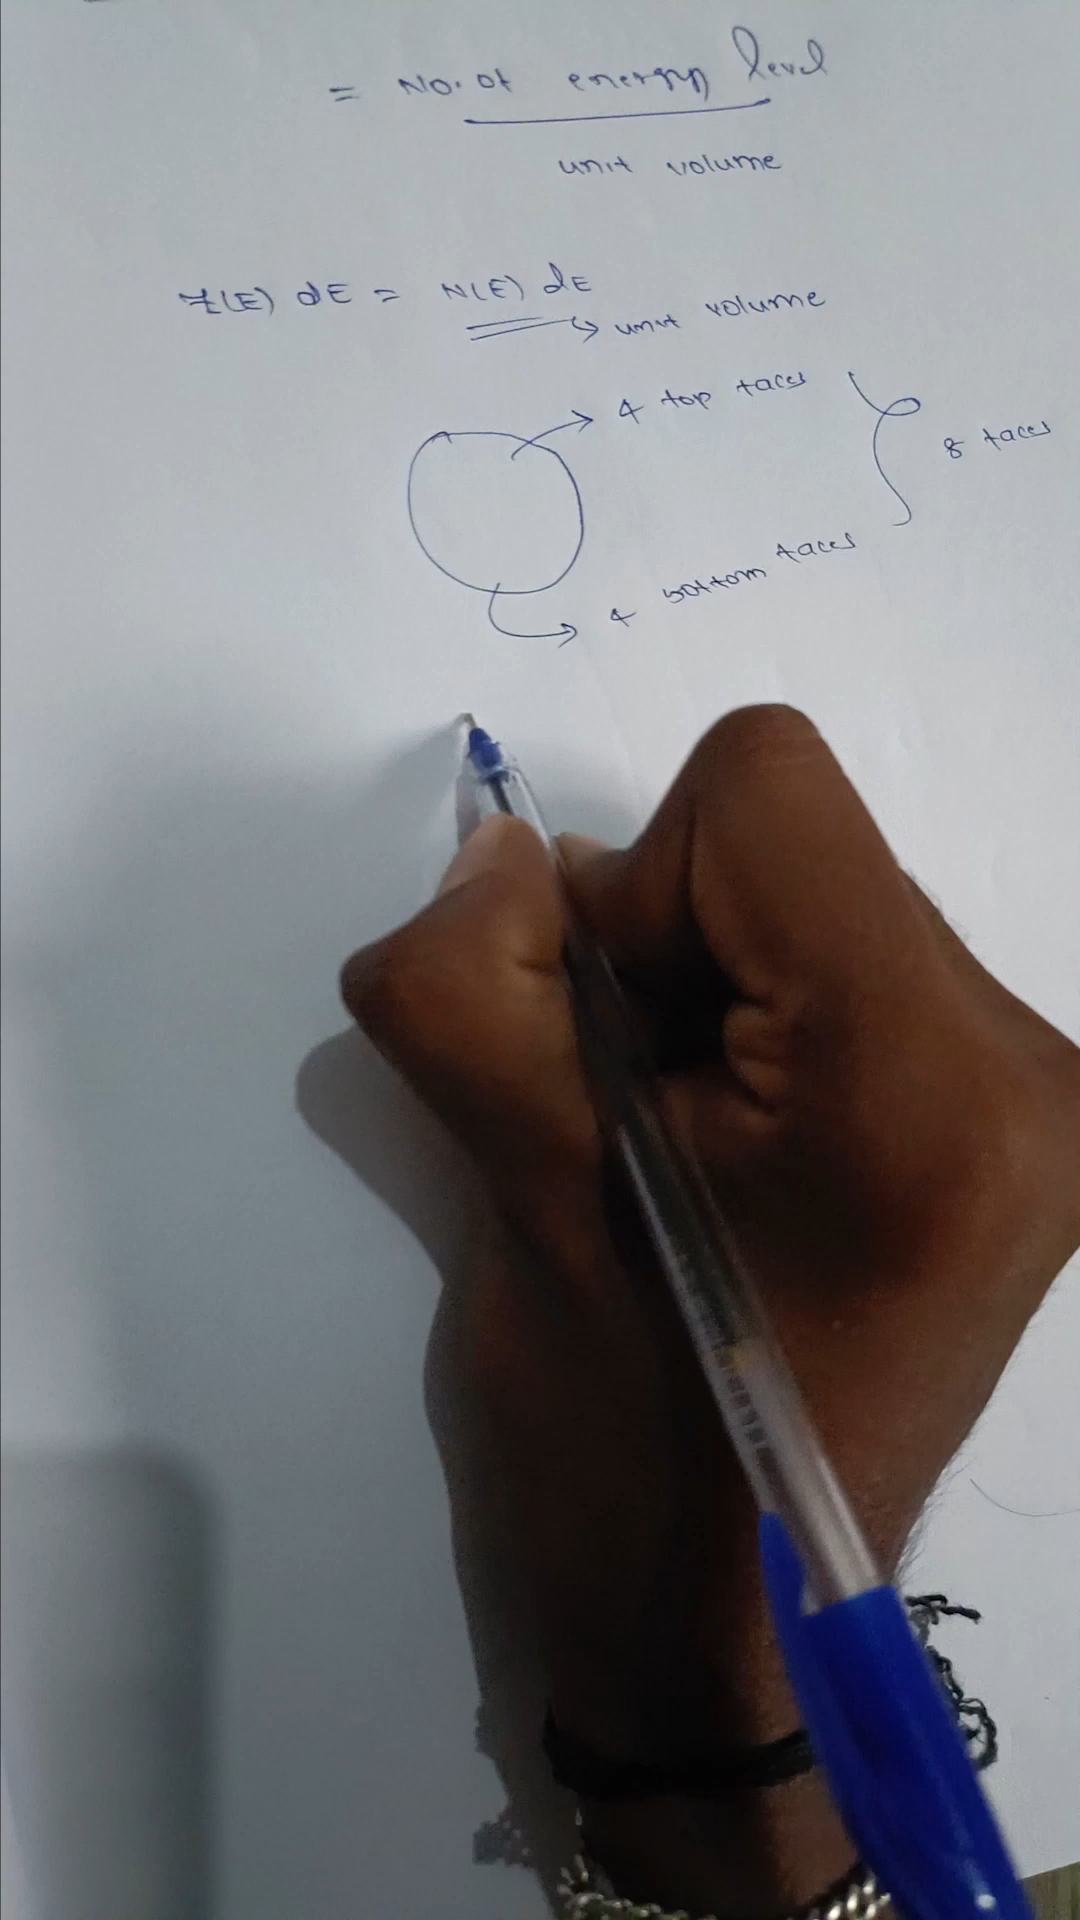 = No. of energy level
unit volume
Z(E) dE = N(E) dE
unit volume
4 top faces
8 faces
4 bottom faces